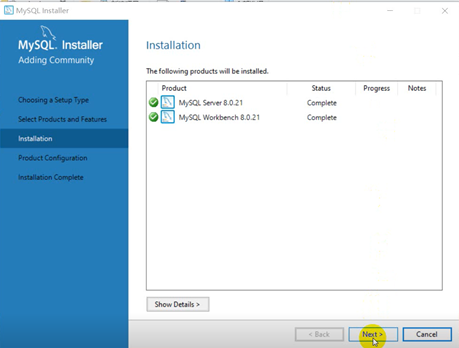 MySQL Installer
MySQL. Installer
Adding Community
Choosing a Setup Type
Select Products and Features
Installation
Product Configuration
Installation Complete
Installation
The following products will be installed.
Product Status Progress Notes
MySQL Server 8.0.21 Complete
MySQL Workbench 8.0.21 Complete
Show Details >
< Back Next > Cancel